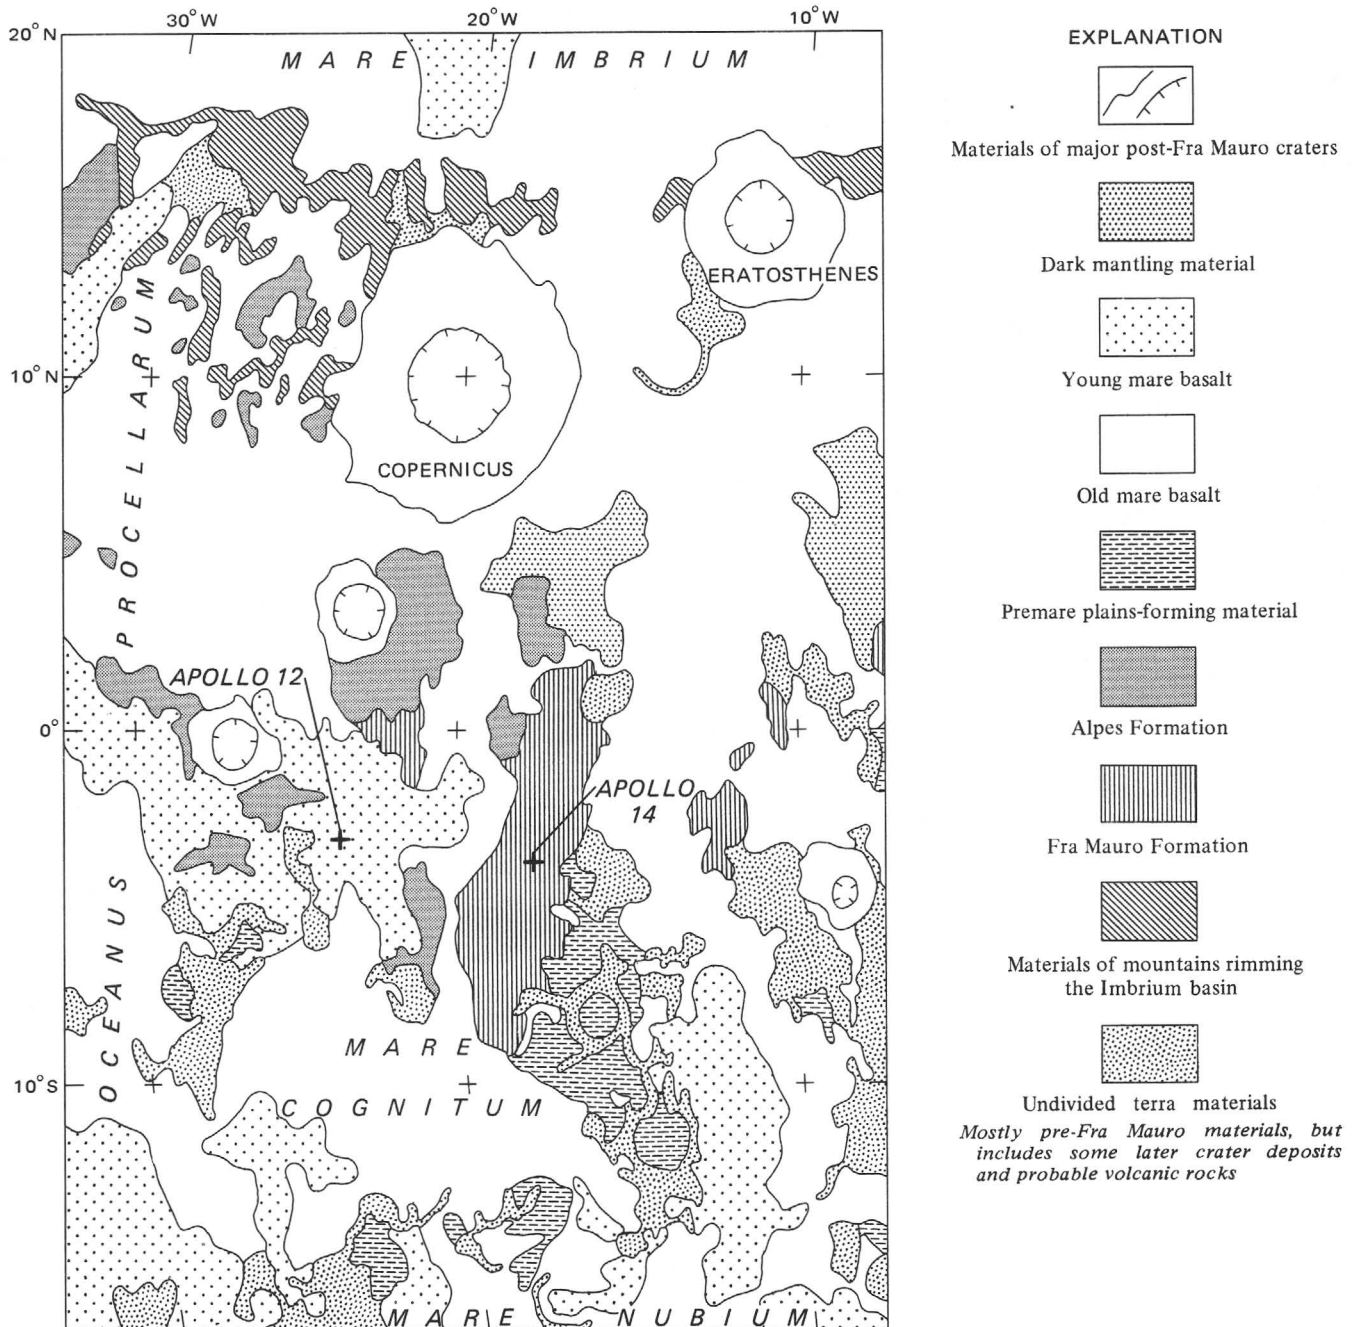 30°W 20°W 10°W
20°N
MARE IMBRIUM
ERATOSTHENES
10°N
COPERNICUS
OCEANUS PROCELLARUM
APOLLO 12
0°
APOLLO
14
MARE
COGNITUM
10°S
MARE NUBIUM
EXPLANATION
Materials of major post-Fra Mauro craters
Dark mantling material
Young mare basalt
Old mare basalt
Premare plains-forming material
Alpes Formation
Fra Mauro Formation
Materials of mountains rimming
the Imbrium basin
Undivided terra materials
Mostly pre-Fra Mauro materials, but
includes some later crater deposits
and probable volcanic rocks